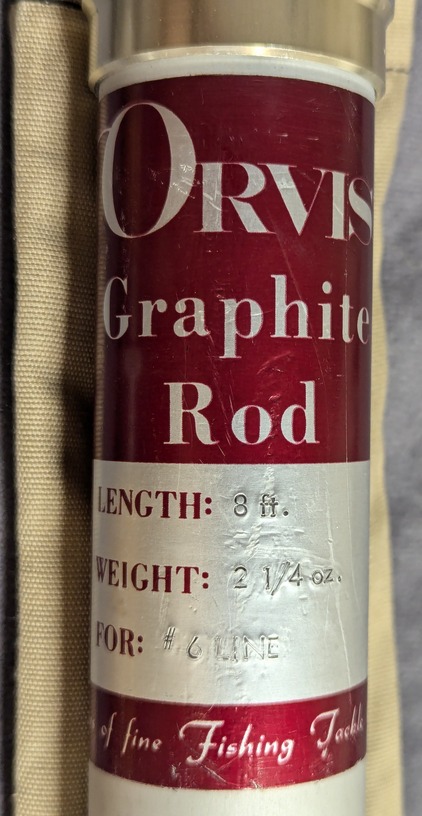 ORVIS
Graphite
Rod
LENGTH: 8 ft.
WEIGHT: 2 1/4 oz.
FOR: # 6 LINE
of fine Fishing Tackle